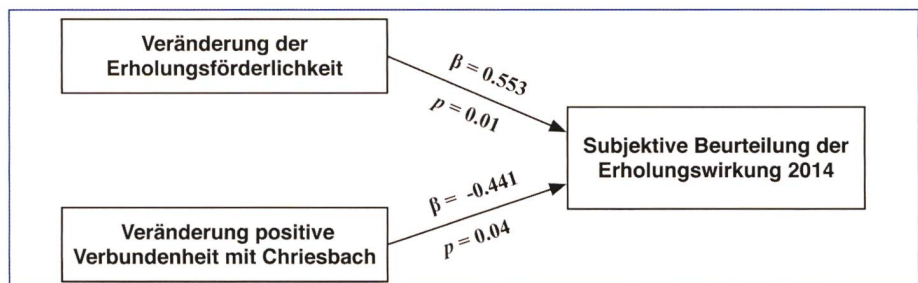 Veränderung der
Erholungsförderlichkeit
β = 0.553
p = 0.01
Subjektive Beurteilung der
Erholungswirkung 2014
β = -0.441
p = 0.04
Veränderung positive
Verbundenheit mit Chriesbach